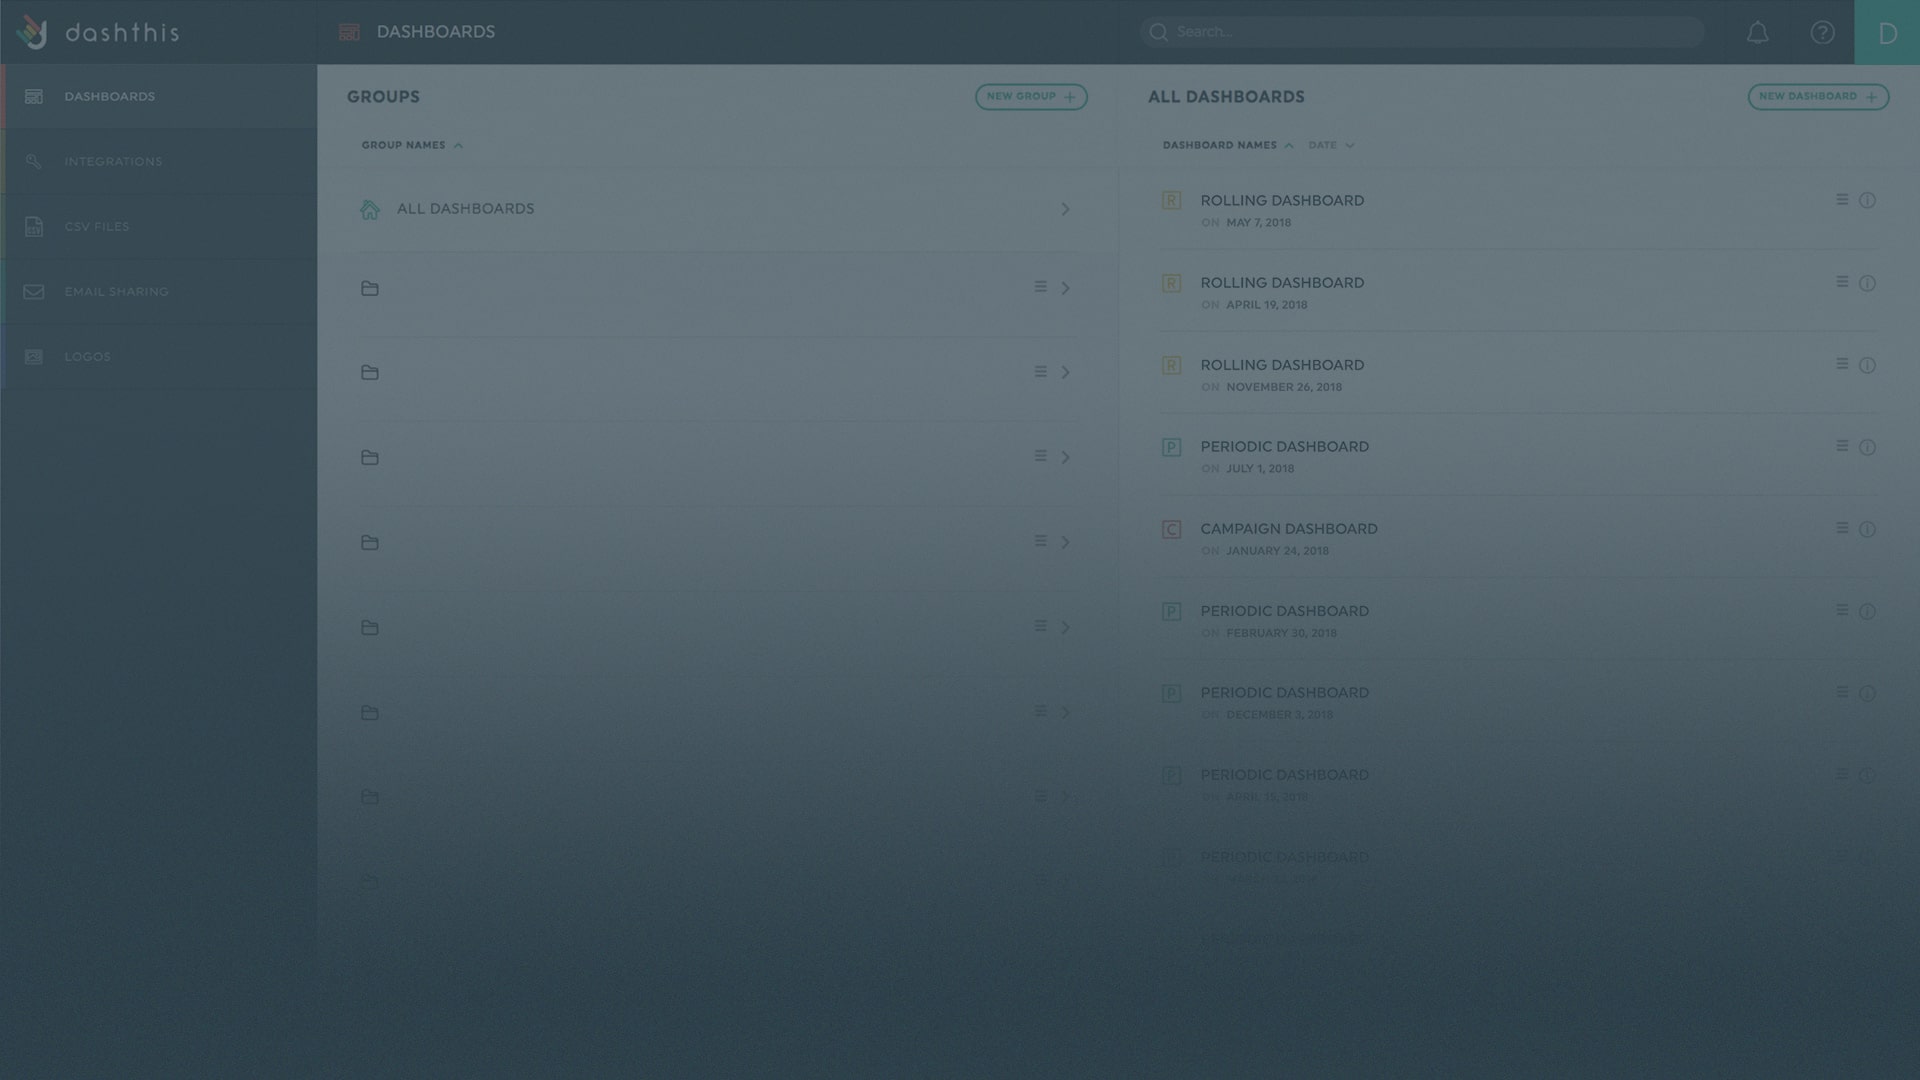 dashthis
DASHBOARDS
Search...
D
DASHBOARDS
INTEGRATIONS
CSV
CSV FILES
EMAIL SHARING
LOGOS
GROUPS
NEW GROUP +
GROUP NAMES
ALL DASHBOARDS
ALL DASHBOARDS
NEW DASHBOARD +
DASHBOARD NAMES DATE
R ROLLING DASHBOARD
ON MAY 7, 2018
R ROLLING DASHBOARD
ON APRIL 19, 2018
R ROLLING DASHBOARD
ON NOVEMBER 26, 2018
P PERIODIC DASHBOARD
ON JULY 1, 2018
C CAMPAIGN DASHBOARD
ON JANUARY 24, 2018
P PERIODIC DASHBOARD
ON FEBRUARY 30, 2018
P PERIODIC DASHBOARD
ON DECEMBER 3, 2018
P PERIODIC DASHBOARD
ON APRIL 15, 2018
P PERIODIC DASHBOARD